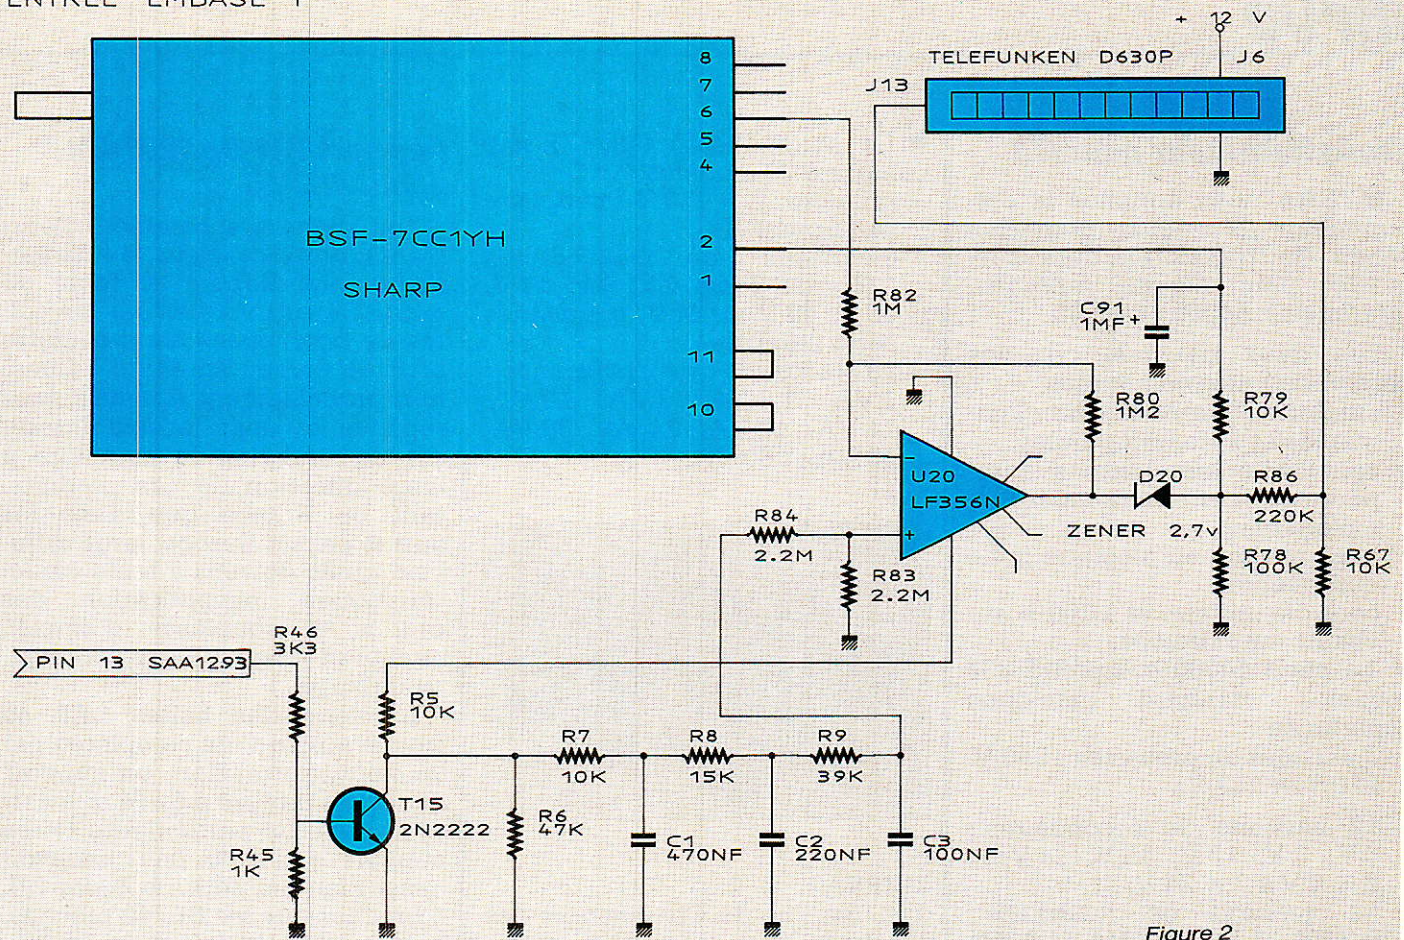 ENTREE EMBASE 1
+ 12 V
TELEFUNKEN D630P J6
J13
8
7
6
5
4
2
1
11
10
BSF-7CC1YH
SHARP
R82
1M
C91
1MF+
R80
1M2
R79
10K
U20
LF356N
-
+
D20
ZENER 2,7v
R86
220K
R84
2.2M
R83
2.2M
R78
100K
R67
10K
R46
3K3
PIN 13 SAA1293
R5
10K
R7
10K
R8
15K
R9
39K
T15
2N2222
R6
47K
R45
1K
C1
470NF
C2
220NF
C3
100NF
Figure 2